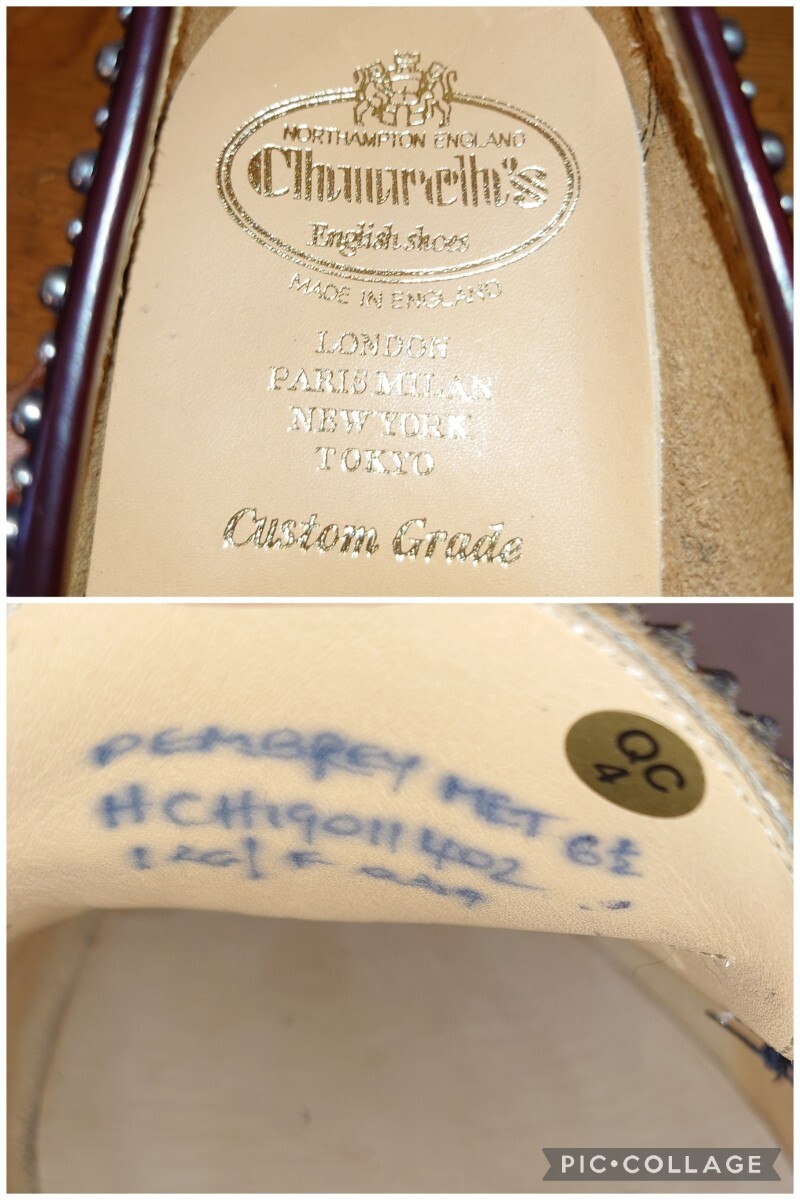 NORTHAMPTON ENGLAND
Church's
English shoes
MADE IN ENGLAND
LONDON
PARIS MILAN
NEW YORK
TOKYO
Custom Grade
PEMBREY MET 6½
HCH19011402
QC
4
PIC•COLLAGE